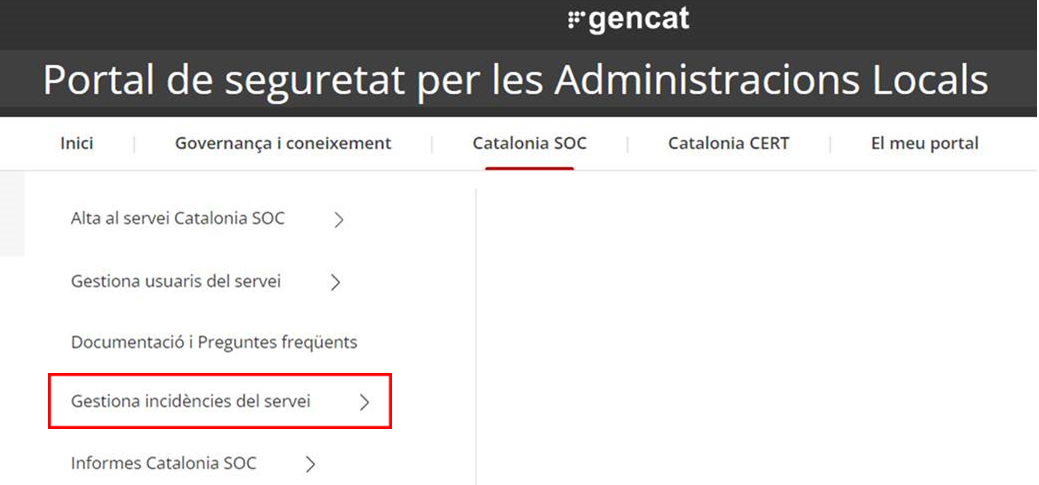 gencat
Portal de seguretat per les Administracions Locals
Inici Governança i coneixement Catalonia SOC Catalonia CERT El meu portal
Alta al servei Catalonia SOC
Gestiona usuaris del servei
Documentació i Preguntes freqüents
Gestiona incidències del servei
Informes Catalonia SOC